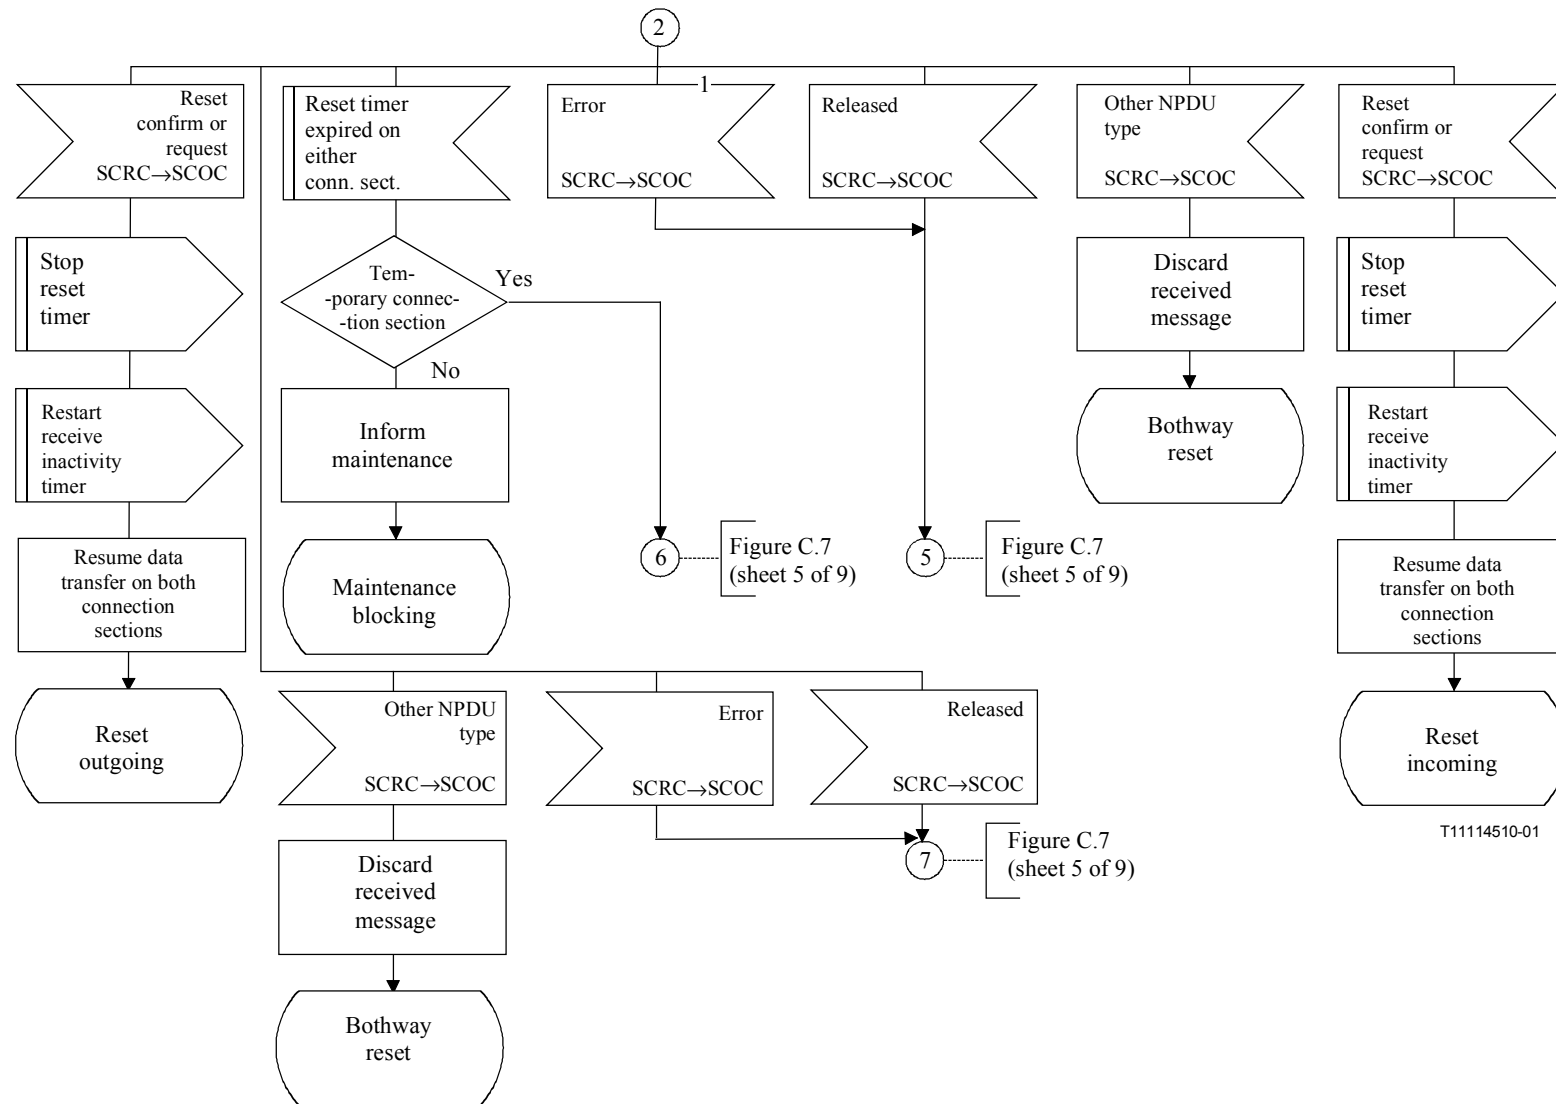 2
Reset
confirm or
request
SCRC→SCOC
Reset timer
expired on
either
conn. sect.
1
Error
SCRC→SCOC
Released
SCRC→SCOC
Other NPDU
type
SCRC→SCOC
Reset
confirm or
request
SCRC→SCOC
Stop
reset
timer
Tem-
-porary connec-
-tion section
Yes
No
Discard
received
message
Stop
reset
timer
Restart
receive
inactivity
timer
Inform
maintenance
Bothway
reset
Restart
receive
inactivity
timer
Resume data
transfer on both
connection
sections
Maintenance
blocking
6
Figure C.7
(sheet 5 of 9)
5
Figure C.7
(sheet 5 of 9)
Resume data
transfer on both
connection
sections
Reset
outgoing
Other NPDU
type
SCRC→SCOC
Error
SCRC→SCOC
Released
SCRC→SCOC
Reset
incoming
T11114510-01
Discard
received
message
7
Figure C.7
(sheet 5 of 9)
Bothway
reset